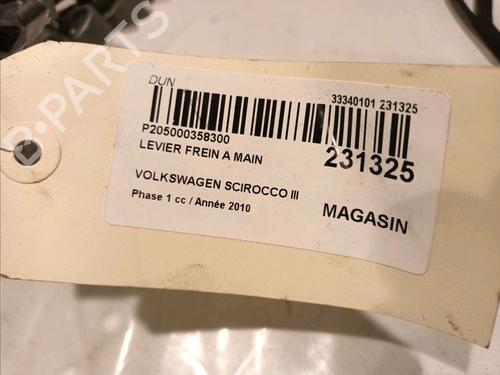 DUN
33340101 231325
P205000358300
LEVIER FREIN A MAIN
231325
VOLKSWAGEN SCIROCCO III
Phase 1 cc / Année 2010
MAGASIN
B-PARTS